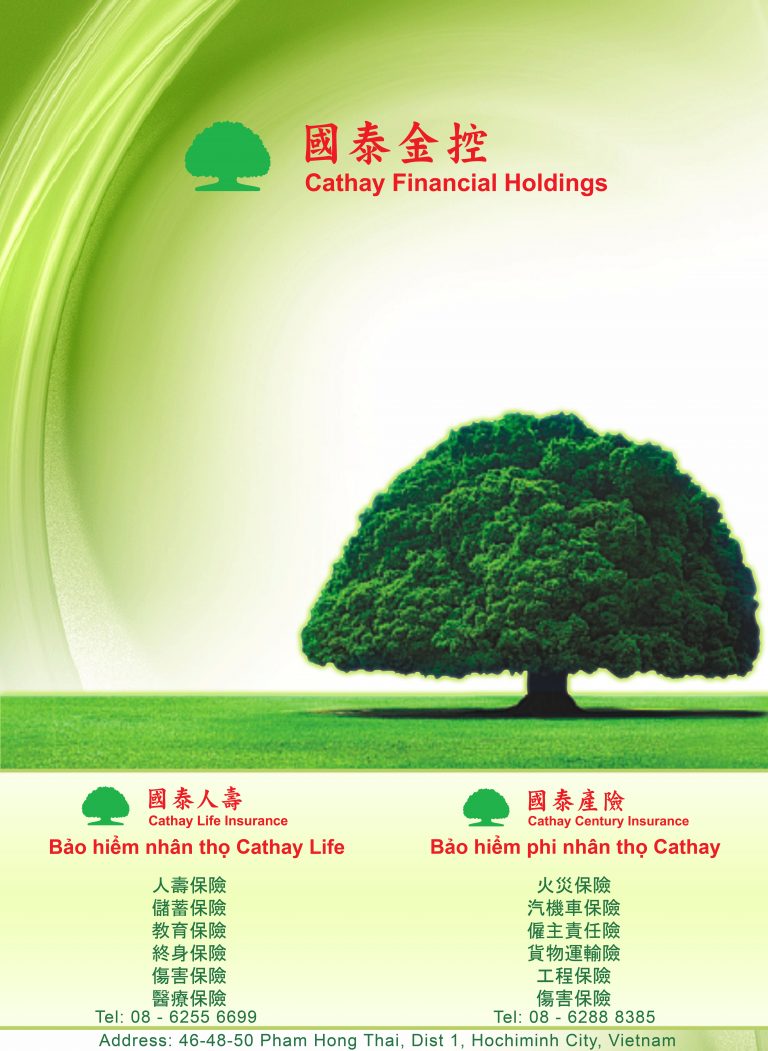 國泰金控
Cathay Financial Holdings
國泰人壽
Cathay Life Insurance
Bảo hiểm nhân thọ Cathay Life
人壽保險
儲蓄保險
教育保險
終身保險
傷害保險
醫療保險
Tel: 08 - 6255 6699
國泰產險
Cathay Century Insurance
Bảo hiểm phi nhân thọ Cathay
火災保險
汽機車保險
僱主責任險
貨物運輸險
工程保險
傷害保險
Tel: 08 - 6288 8385
Address: 46-48-50 Pham Hong Thai, Dist 1, Hochiminh City, Vietnam